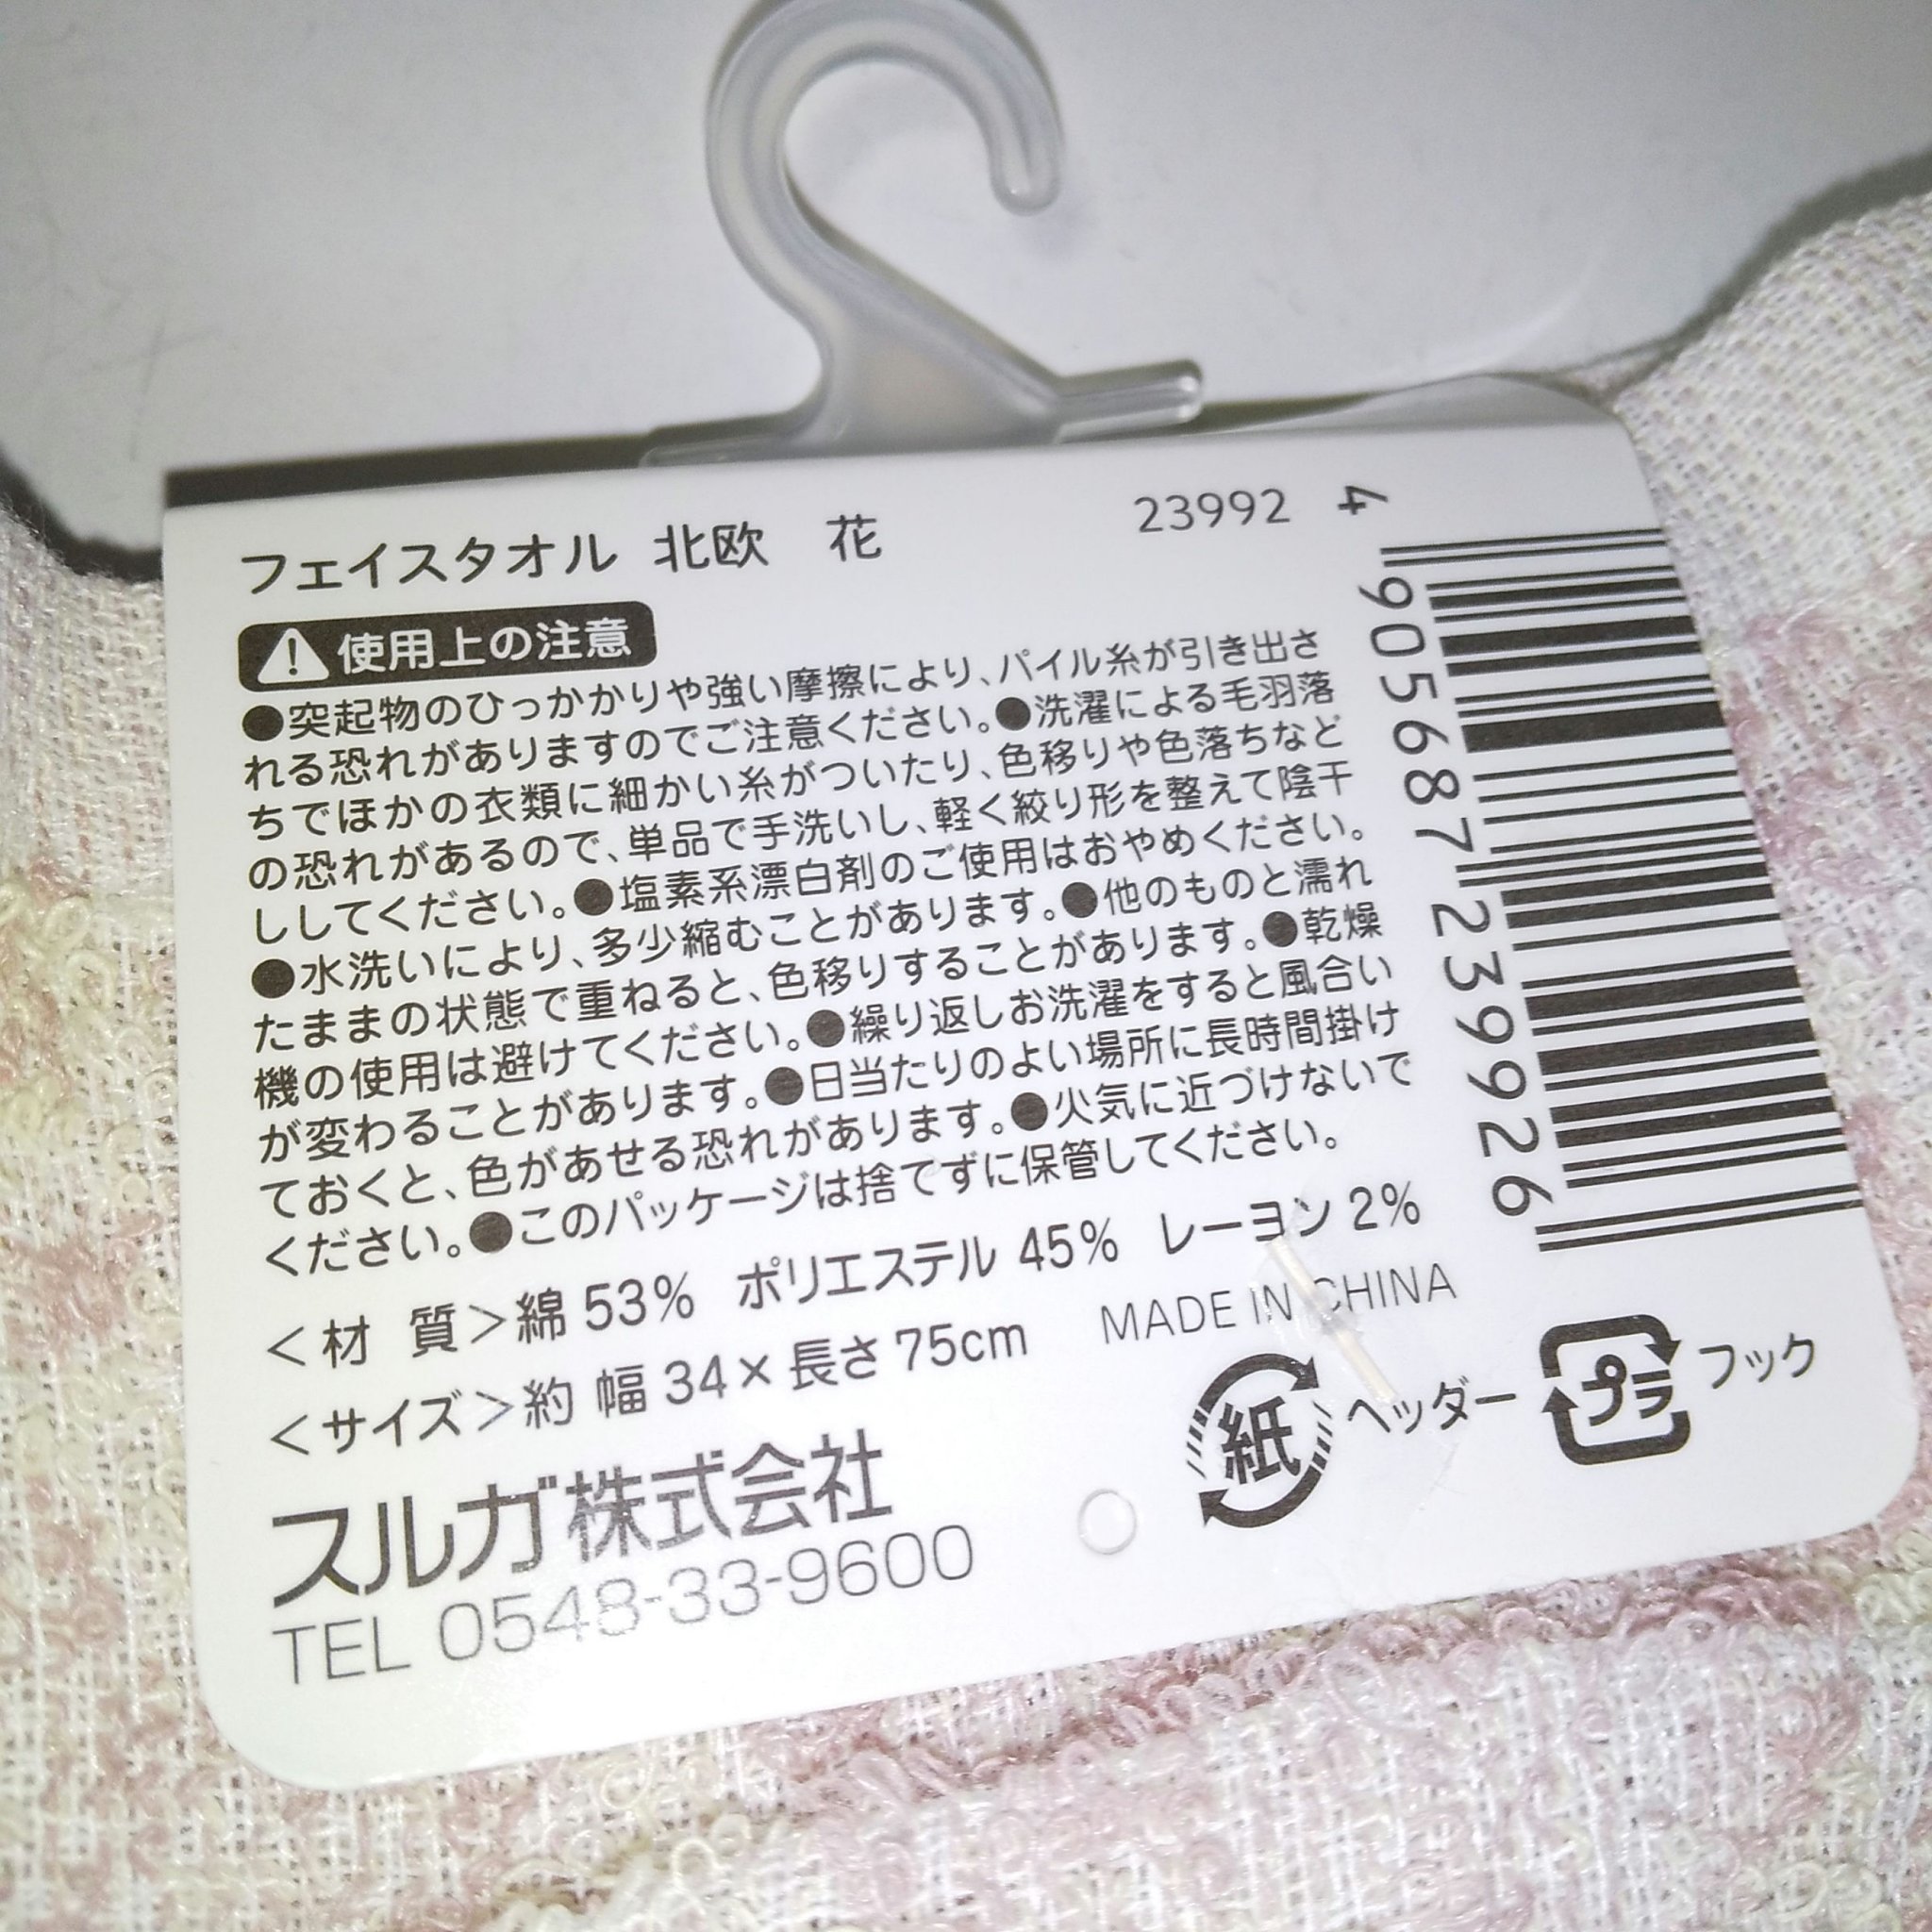 フェイスタオル 北欧　花
23992
使用上の注意
●突起物のひっかかりや強い摩擦により、パイル糸が引き出さ
れる恐れがありますのでご注意ください。●洗濯による毛羽落
ちでほかの衣類に細かい糸がついたり、色移りや色落ちなど
の恐れがあるので、単品で手洗いし、軽く絞り形を整えて陰干
ししてください。●塩素系漂白剤のご使用はおやめください。
●水洗いにより、多少縮むことがあります。●他のものと濡れ
たままの状態で重ねると、色移りすることがあります。●乾燥
機の使用は避けてください。●繰り返しお洗濯をすると風合い
が変わることがあります。●日当たりのよい場所に長時間掛け
ておくと、色があせる恐れがあります。●火気に近づけないで
ください。●このパッケージは捨てずに保管してください。
＜材 質＞綿 53% ポリエステル 45% レーヨン 2%
＜サイズ＞約 幅 34×長さ 75cm
MADE IN CHINA
スルガ株式会社
TEL 0548-33-9600
紙 ヘッダー
プラ フック
4 905687 239926